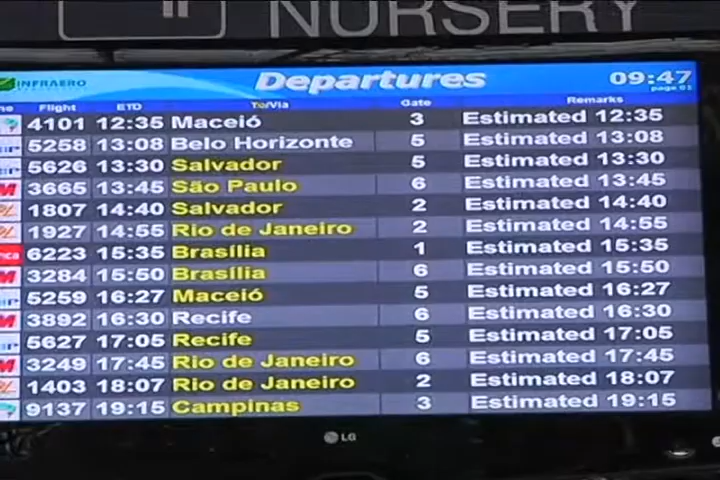 NURSERY
INFRAERO Departures 09:47
page 01
Flight ETD To/Via Gate Remarks
4101 12:35 Maceió 3 Estimated 12:35
5258 13:08 Belo Horizonte 5 Estimated 13:08
5626 13:30 Salvador 5 Estimated 13:30
3665 13:45 São Paulo 6 Estimated 13:45
1807 14:40 Salvador 2 Estimated 14:40
1927 14:55 Rio de Janeiro 2 Estimated 14:55
6223 15:35 Brasília 1 Estimated 15:35
3284 15:50 Brasília 6 Estimated 15:50
5259 16:27 Maceió 5 Estimated 16:27
3892 16:30 Recife 6 Estimated 16:30
5627 17:05 Recife 5 Estimated 17:05
3249 17:45 Rio de Janeiro 6 Estimated 17:45
1403 18:07 Rio de Janeiro 2 Estimated 18:07
9137 19:15 Campinas 3 Estimated 19:15
LG